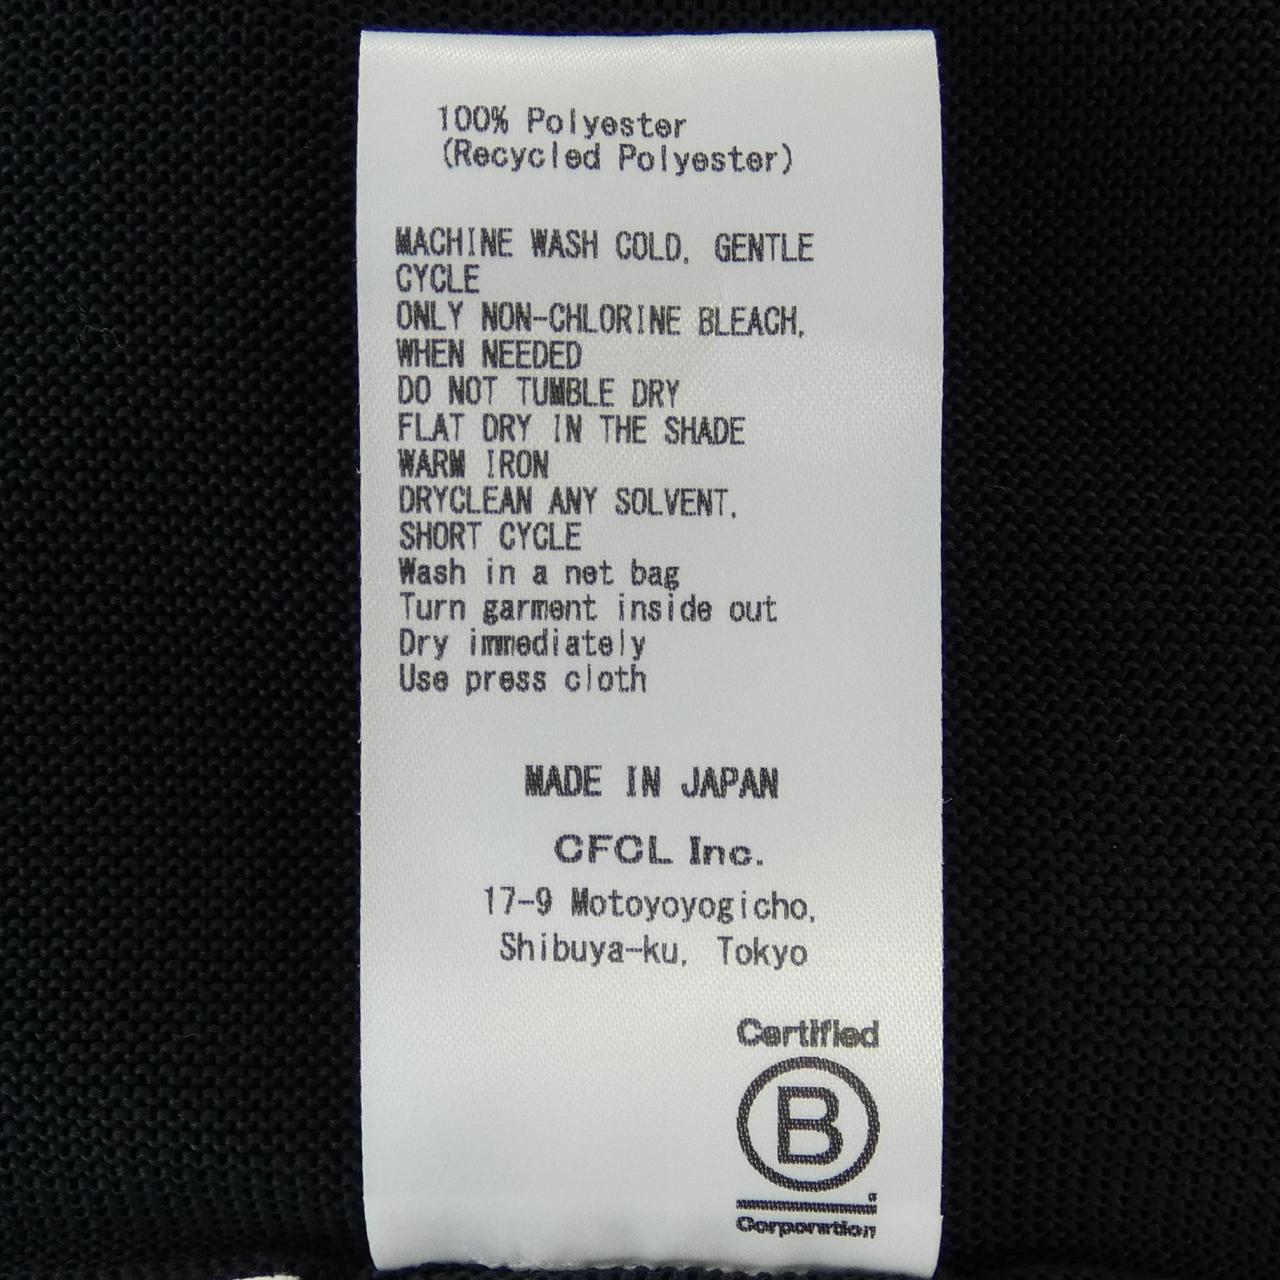 100% Polyester
(Recycled Polyester)
MACHINE WASH COLD, GENTLE
CYCLE
ONLY NON-CHLORINE BLEACH,
WHEN NEEDED
DO NOT TUMBLE DRY
FLAT DRY IN THE SHADE
WARM IRON
DRYCLEAN ANY SOLVENT,
SHORT CYCLE
Wash in a net bag
Turn garment inside out
Dry immediately
Use press cloth
MADE IN JAPAN
CFCL Inc.
17-9 Motoyoyogicho,
Shibuya-ku, Tokyo
Certified
B
Corporation